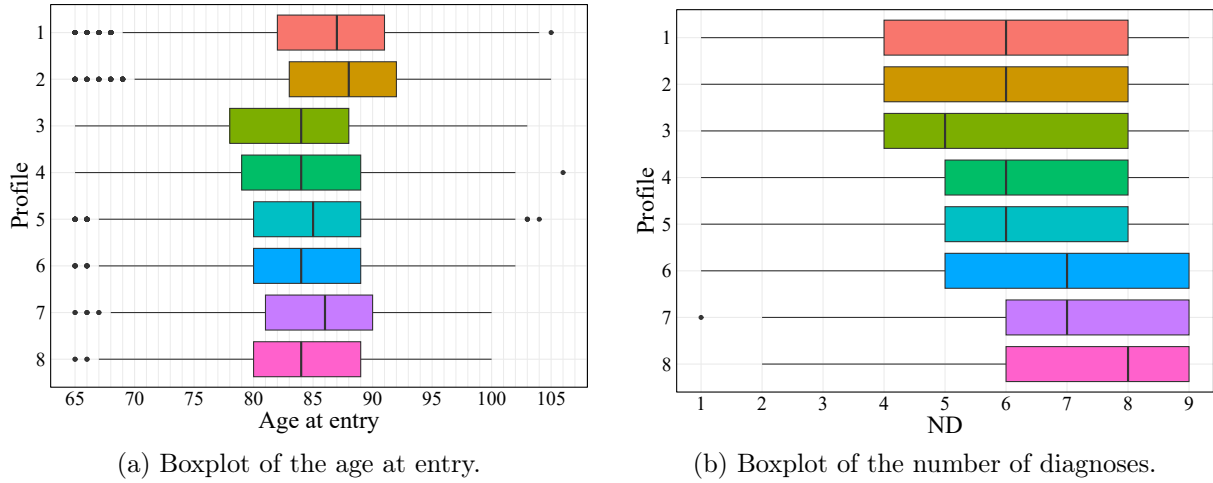 Profile
1
2
3
4
5
6
7
8
65 70 75 80 85 90 95 100 105
Age at entry
(a) Boxplot of the age at entry.
Profile
1
2
3
4
5
6
7
8
1 2 3 4 5 6 7 8 9
ND
(b) Boxplot of the number of diagnoses.